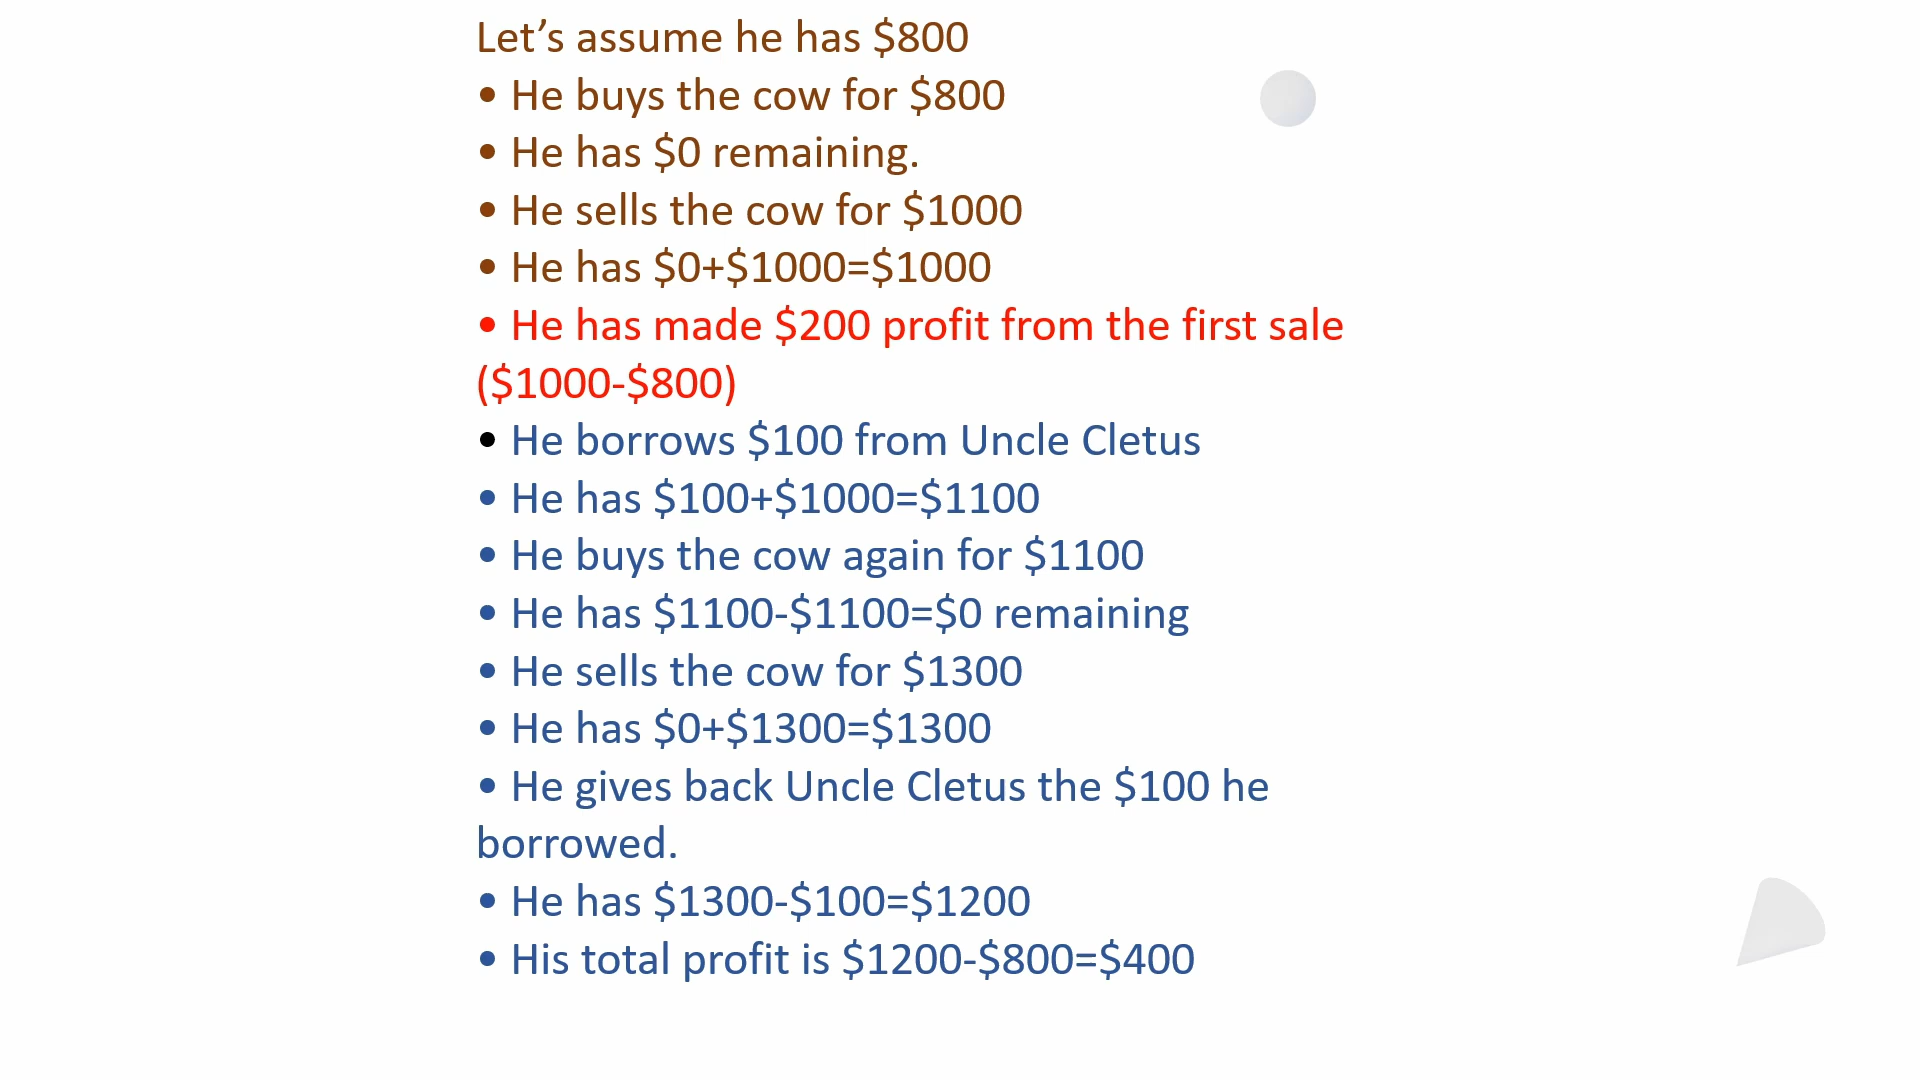 Let’s assume he has $800
• He buys the cow for $800
• He has $0 remaining.
• He sells the cow for $1000
• He has $0+$1000=$1000
• He has made $200 profit from the first sale
($1000-$800)
• He borrows $100 from Uncle Cletus
• He has $100+$1000=$1100
• He buys the cow again for $1100
• He has $1100-$1100=$0 remaining
• He sells the cow for $1300
• He has $0+$1300=$1300
• He gives back Uncle Cletus the $100 he
borrowed.
• He has $1300-$100=$1200
• His total profit is $1200-$800=$400